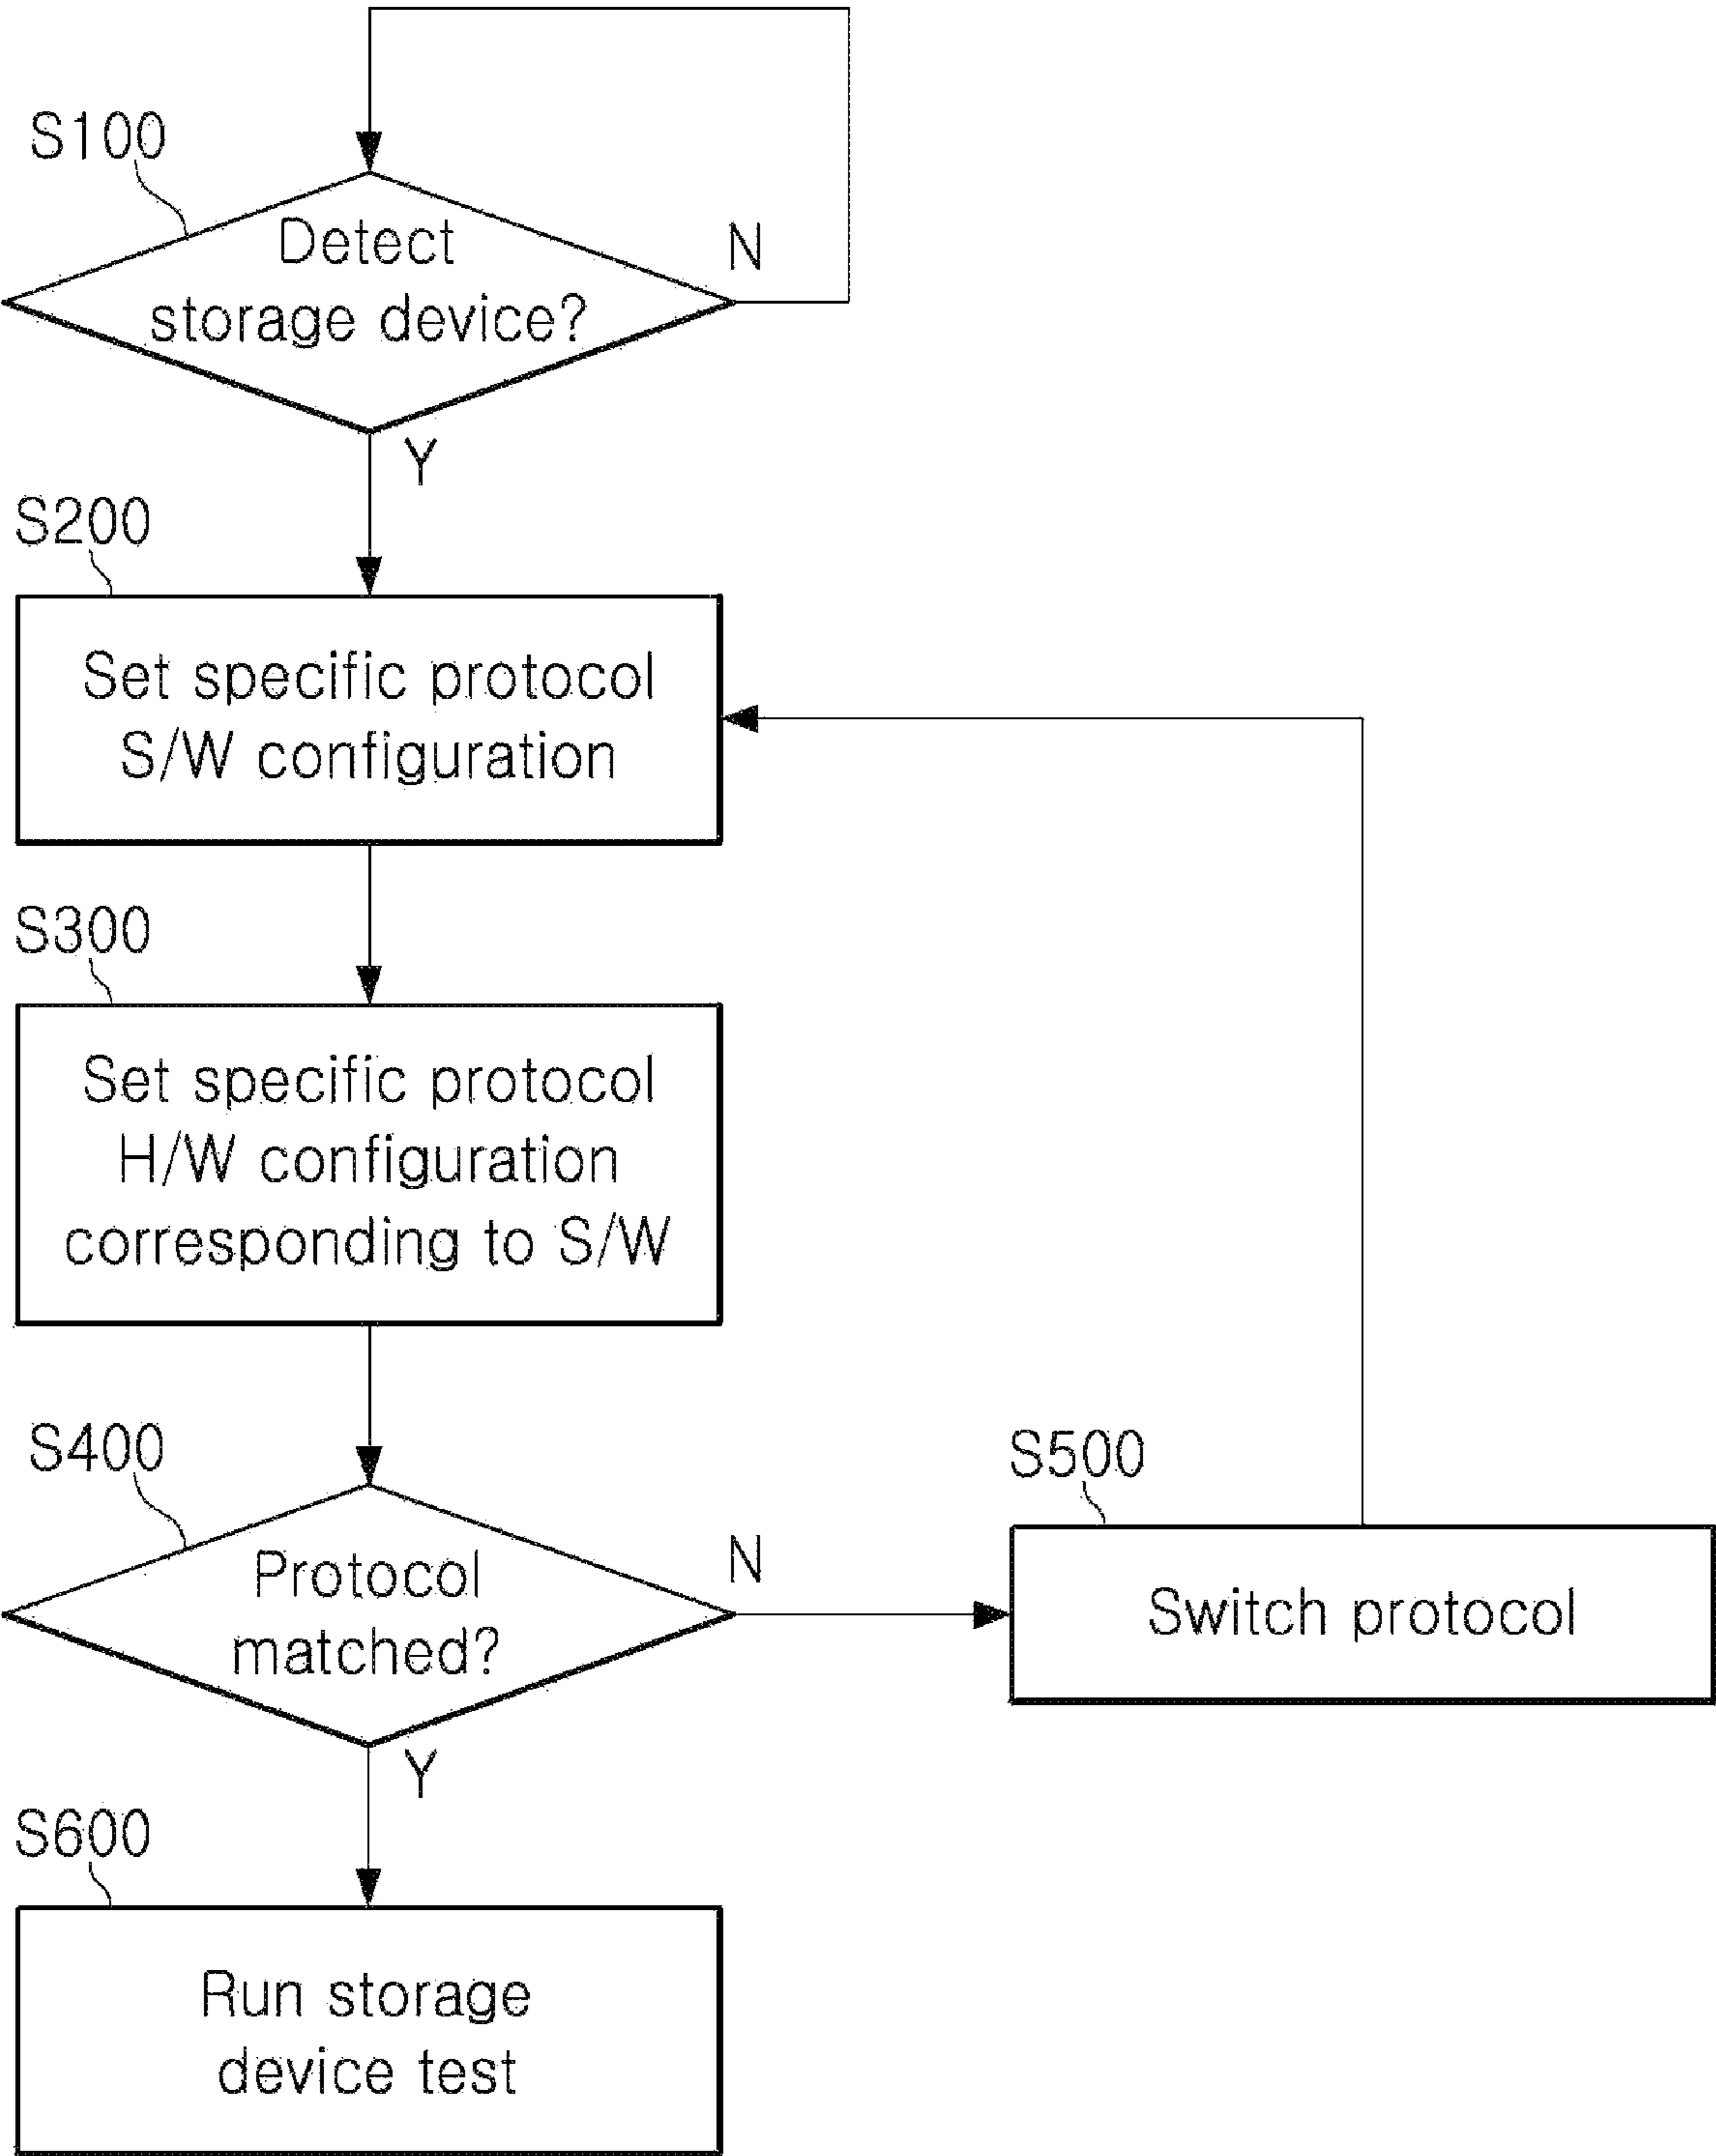 S100
Detect
storage device?
N
Y
S200
Set specific protocol
S/W configuration
S300
Set specific protocol
H/W configuration
corresponding to S/W
S400
Protocol
matched?
N
S500
Switch protocol
Y
S600
Run storage
device test